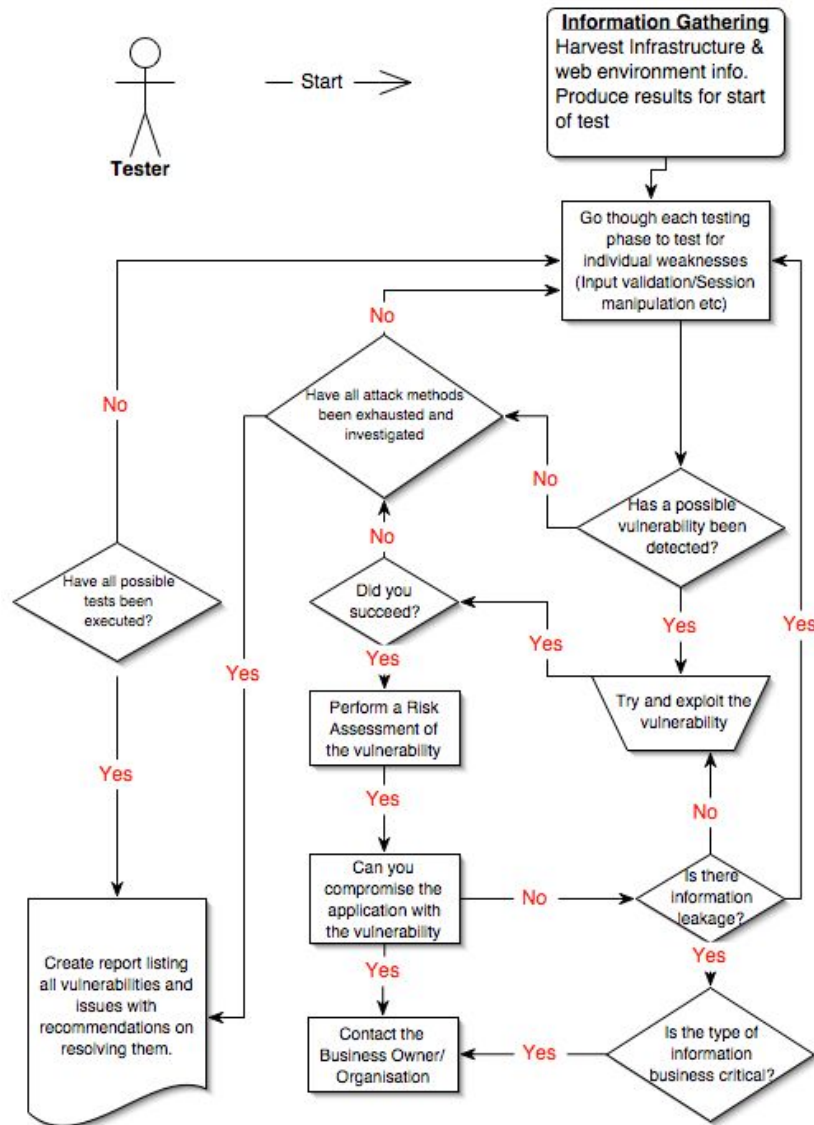 Information Gathering
Harvest Infrastructure &
web environment info.
Produce results for start
of test
Start
Tester
Go though each testing
phase to test for
individual weaknesses
(Input validation/Session
manipulation etc)
No
No
Have all attack methods
been exhausted and
investigated
No
Has a possible
vulnerability been
detected?
No
Have all possible
tests been
executed?
Did you
succeed?
Yes
Yes
Yes
Yes
Perform a Risk
Assessment of
the vulnerability
Try and exploit the
vulnerability
Yes
Yes
No
Can you
compromise the
application with
the vulnerability
No
Is there
information
leakage?
Yes
Yes
Create report listing
all vulnerabilities and
issues with
recommendations on
resolving them.
Contact the
Business Owner/
Organisation
Yes
Is the type of
information
business critical?